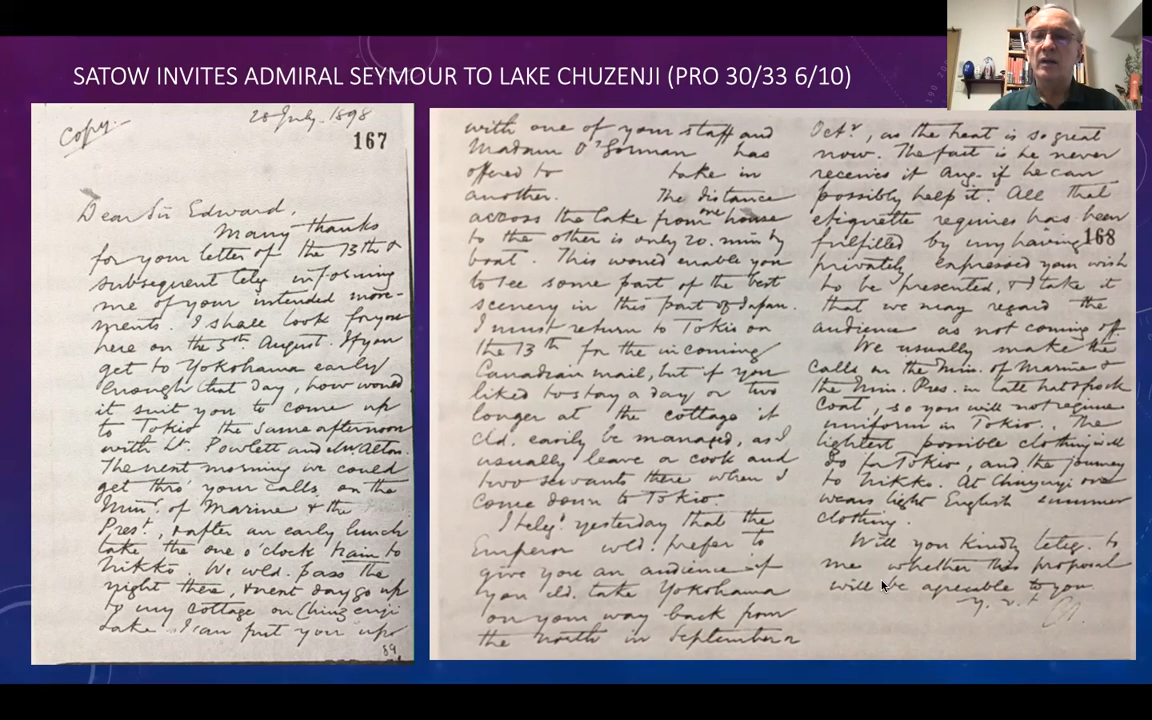 SATOW INVITES ADMIRAL SEYMOUR TO LAKE CHUZENJI (PRO 30/33 6/10)
Copy.
28 July. 1898
167
Dear Sir Edward,
Many thanks
for your letter of the 13th &
subsequent teleg. informing
me of your intended move-
ments. I shall look for you
here on the 5th August. If you
get to Yokohama early
enough that day, how would
it suit you to come up
to Tokio the same afternoon
with Lt. Powlett and
The next morning we could
get thro' your calls on the
Minr. of Marine & the
Prest., & after an early lunch
take the one o'clock train to
Nikko. We wld. pass the
night there, & next day go up
to my cottage on Chiuzenji
Lake. I can put you up
with one of your staff and
Madam O'Gorman has
offered to take in
another. The distance
across the lake from one house
to the other is only 20. min by
boat. This would enable you
to see some part of the best
scenery in this part of Japan.
I must return to Tokio on
the 13th for the incoming
Canadian mail, but if you
liked to stay a day or two
longer at the cottage it
cld. easily be managed, as I
usually leave a cook and
two servants there when I
come down to Tokio.
I telegd. yesterday that the
Emperor wld. prefer to
give you an audience if
you cld. take Yokohama
on your way back from
the north in September or
Octr., as the heat is so great
now. The fact is he never
receives it Aug. if he can
possibly help it. All that
etiquette requires has been
fulfilled by my having
168
privately expressed your wish
to be presented, & I take it
that we may regard the
audience as not coming off.
We usually make the
calls on the Min. of Marine &
the Min. Pres. in tall hat & frock
coat, so you will not require
uniform in Tokio. The
lightest possible clothing will
do for Tokio, and the journey
to Nikko. At Chuzenji one
wears light English summer
clothing.
Will you kindly teleg. to
me whether this proposal
will be agreeable to you.
y. v. t.